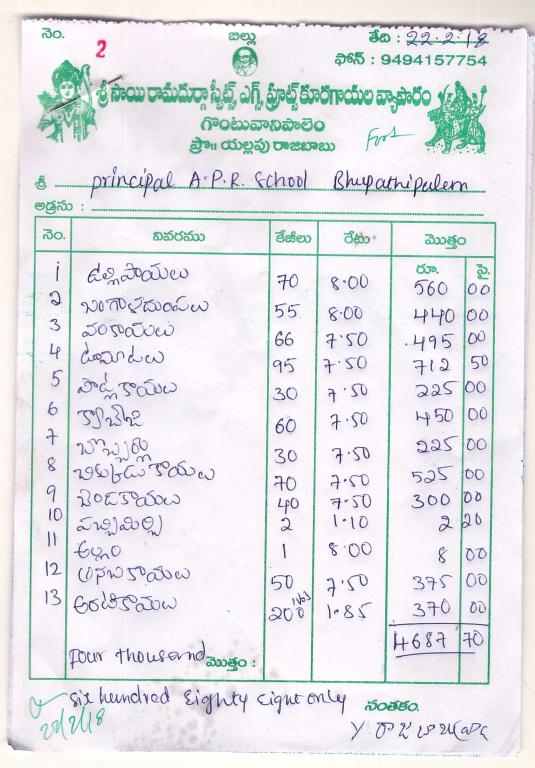 నెం. 2 బిల్లు తేది : 22.2.18
ఫోన్ : 9494157754
శ్రీ సాయి రామదుర్గా స్వీట్స్, ఎగ్స్, ఫ్రూట్స్ కూరగాయల వ్యాపారం
గొంటువానిపాలెం
ప్రొ॥ యల్లపు రాజబాబు
శ్రీ principal A.P.R. School Bhupathipalem
అడ్రసు :
నెం. వివరము కేజీలు రేటు మొత్తం
రూ. పై.
1 ఉల్లిపాయలు 70 8.00 560 00
2 బంగాళదుంపలు 55 8.00 440 00
3 వంకాయలు 66 7.50 495 00
4 టమాటలు 95 7.50 712 50
5 పొట్ల కాయలు 30 7.50 225 00
6 క్యాబేజి 60 7.50 450 00
7 బొబ్బర్లు 30 7.50 225 00
8 చిక్కుడు కాయలు 70 7.50 525 00
9 బెండకాయలు 40 7.50 300 00
10 పచ్చిమిర్చి 2 1.10 2 20
11 అల్లం 1 8.00 8 00
12 ఆనబకాయలు 50 7.50 375 00
13 అరటికాయలు 200 1.85 370 00
4687 70
Four thousand మొత్తం :
six hundred Eighty Eight only సంతకం.
22/2/18